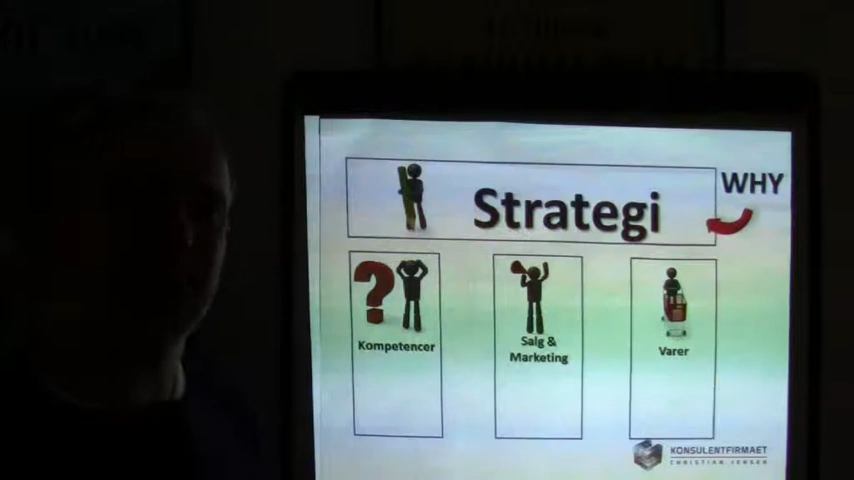 Strategi
WHY
?
Kompetencer
Salg &
Marketing
Varer
KONSULENTFIRMAET
CHRISTIAN JENSEN